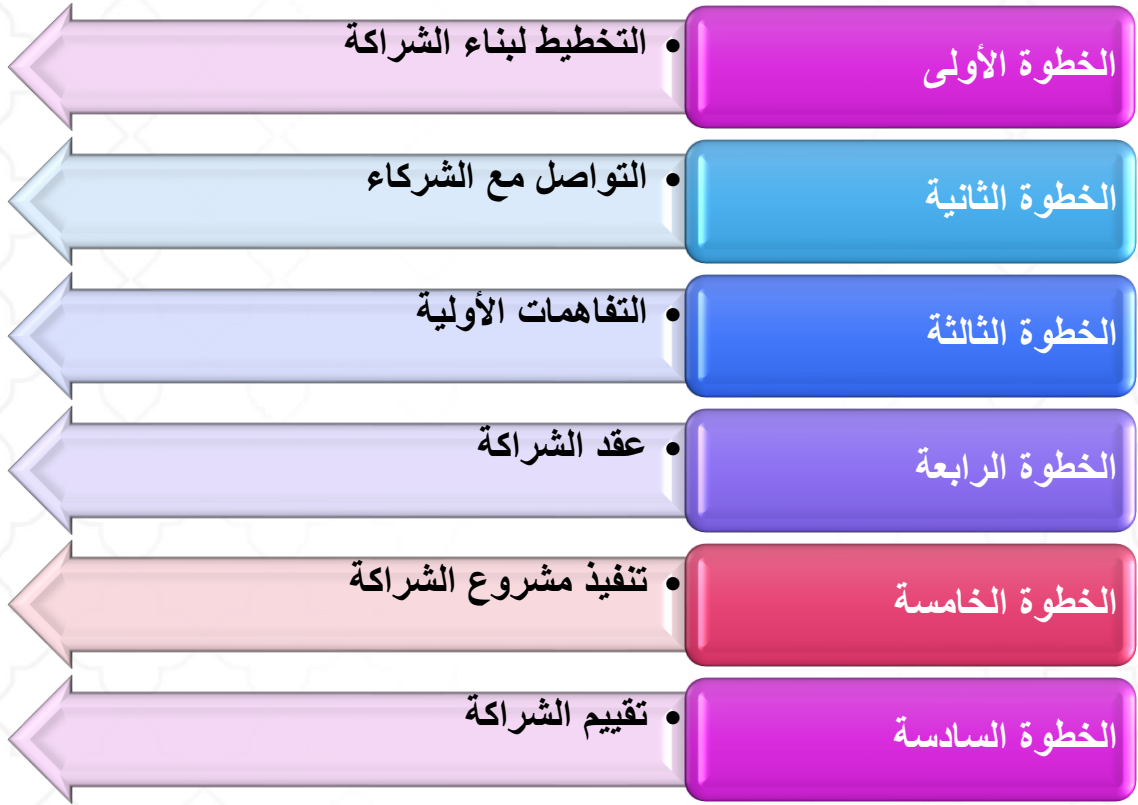 الخطوة الأولى
• التخطيط لبناء الشراكة
الخطوة الثانية
• التواصل مع الشركاء
الخطوة الثالثة
• التفاهمات الأولية
الخطوة الرابعة
• عقد الشراكة
الخطوة الخامسة
• تنفيذ مشروع الشراكة
الخطوة السادسة
• تقييم الشراكة